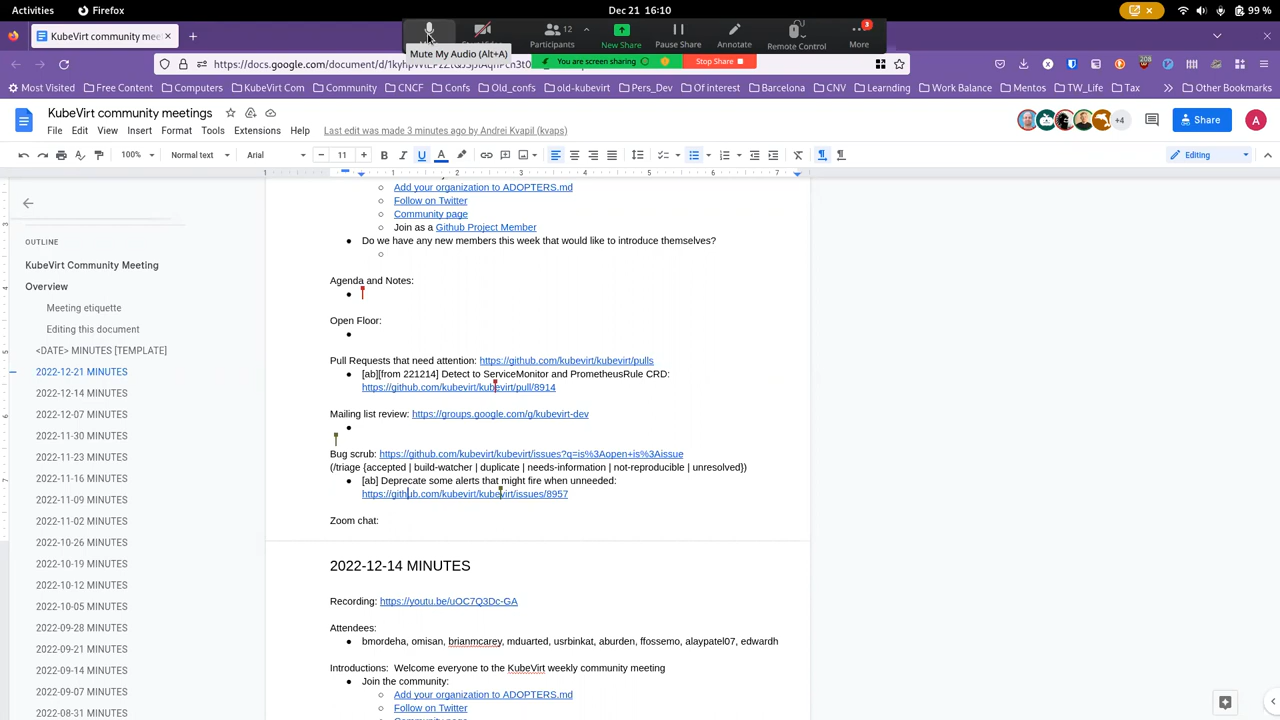 Activities
Firefox
Dec 21 16:10
99 %
KubeVirt community mee
12
Participants
New Share
Pause Share
Annotate
Remote Control
3
More
Mute My Audio (Alt+A)
You are screen sharing
Stop Share
208
Most Visited
Free Content
Computers
KubeVirt Com
Community
CNCF
Confs
Old_confs
old-kubevirt
Pers_Dev
Of interest
Barcelona
CNV
Learnding
Work Balance
Mentos
TW_Life
Tax
Other Bookmarks
KubeVirt community meetings
File
Edit
View
Insert
Format
Tools
Extensions
Help
Last edit was made 3 minutes ago by Andrei Kvapil (kvaps)
+4
Share
A
100%
Normal text
Arial
11
Editing
1 1 2 3 4 5 6 7
OUTLINE
KubeVirt Community Meeting
Overview
Meeting etiquette
Editing this document
<DATE> MINUTES [TEMPLATE]
2022-12-21 MINUTES
2022-12-14 MINUTES
2022-12-07 MINUTES
2022-11-30 MINUTES
2022-11-23 MINUTES
2022-11-16 MINUTES
2022-11-09 MINUTES
2022-11-02 MINUTES
2022-10-26 MINUTES
2022-10-19 MINUTES
2022-10-12 MINUTES
2022-10-05 MINUTES
2022-09-28 MINUTES
2022-09-21 MINUTES
2022-09-14 MINUTES
2022-09-07 MINUTES
2022-08-31 MINUTES
Add your organization to ADOPTERS.md
Follow on Twitter
Community page
Join as a Github Project Member
Do we have any new members this week that would like to introduce themselves?
Agenda and Notes:
Open Floor:
Pull Requests that need attention: https://github.com/kubevirt/kubevirt/pulls
[ab][from 221214] Detect to ServiceMonitor and PrometheusRule CRD:
https://github.com/kubevirt/kubevirt/pull/8914
Mailing list review: https://groups.google.com/g/kubevirt-dev
Bug scrub: https://github.com/kubevirt/kubevirt/issues?q=is%3Aopen+is%3Aissue
(/triage {accepted | build-watcher | duplicate | needs-information | not-reproducible | unresolved})
[ab] Deprecate some alerts that might fire when unneeded:
https://github.com/kubevirt/kubevirt/issues/8957
Zoom chat:
2022-12-14 MINUTES
Recording: https://youtu.be/uOC7Q3Dc-GA
Attendees:
bmordeha, omisan, brianmcarey, mduarted, usrbinkat, aburden, ffossemo, alaypatel07, edwardh
Introductions: Welcome everyone to the KubeVirt weekly community meeting
Join the community:
Add your organization to ADOPTERS.md
Follow on Twitter